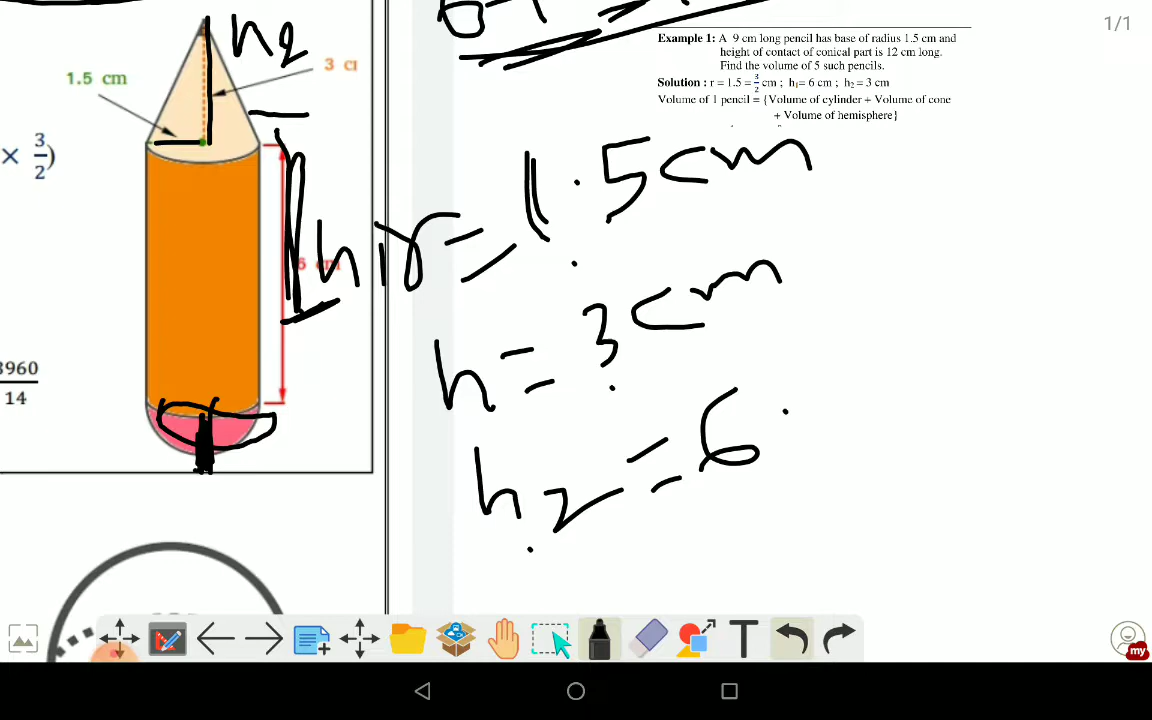 1/1
Example 1: A 9 cm long pencil has base of radius 1.5 cm and
height of contact of conical part is 12 cm long.
Find the volume of 5 such pencils.
Solution : r = 1.5 = 3/2 cm ; h₁= 6 cm ; h₂ = 3 cm
Volume of 1 pencil = {Volume of cylinder + Volume of cone
+ Volume of hemisphere}
h2
1.5 cm
3 c
× 3/2)
h
6 cm
3960
14
r = 1.5 cm
h = 3 cm
h2 = 6
T
my